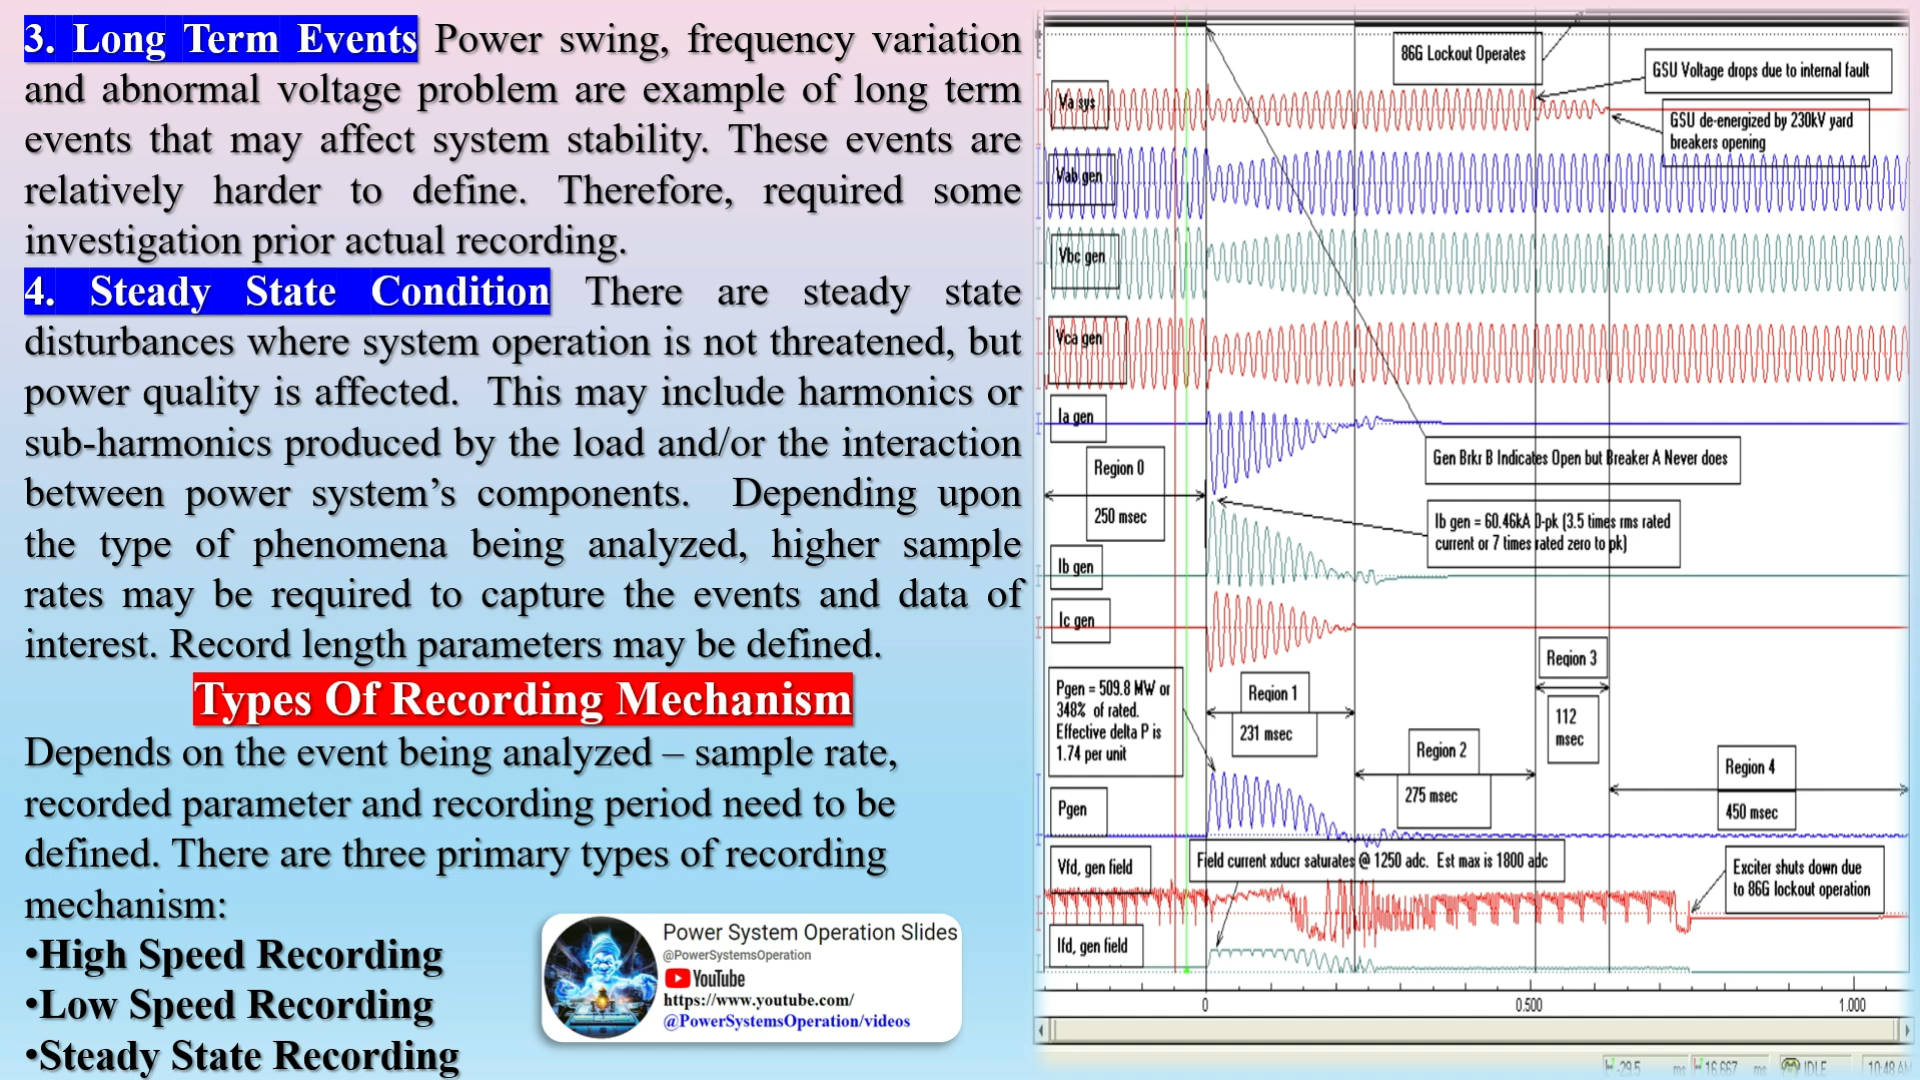 3. Long Term Events Power swing, frequency variation
and abnormal voltage problem are example of long term
events that may affect system stability. These events are
relatively harder to define. Therefore, required some
investigation prior actual recording.
4. Steady State Condition There are steady state
disturbances where system operation is not threatened, but
power quality is affected. This may include harmonics or
sub-harmonics produced by the load and/or the interaction
between power system’s components. Depending upon
the type of phenomena being analyzed, higher sample
rates may be required to capture the events and data of
interest. Record length parameters may be defined.
Types Of Recording Mechanism
Depends on the event being analyzed – sample rate,
recorded parameter and recording period need to be
defined. There are three primary types of recording
mechanism:
•High Speed Recording
•Low Speed Recording
•Steady State Recording
Power System Operation Slides
@PowerSystemsOperation
YouTube
https://www.youtube.com/
@PowerSystemsOperation/videos
86G Lockout Operates
GSU Voltage drops due to internal fault
Va sys
GSU de-energized by 230kV yard
breakers opening
Vab gen
Vbc gen
Vca gen
Ia gen
Gen Brkr B Indicates Open but Breaker A Never does
Region 0
250 msec
Ib gen = 60.46kA 0-pk (3.5 times rms rated
current or 7 times rated zero to pk)
Ib gen
Ic gen
Region 3
112
msec
Pgen = 509.8 MW or
348% of rated.
Effective delta P is
1.74 per unit
Region 1
231 msec
Region 2
275 msec
Region 4
450 msec
Pgen
Field current xducr saturates @ 1250 adc. Est max is 1800 adc
Vfd, gen field
Exciter shuts down due
to 86G lockout operation
Ifd, gen field
0 0.500 1.000
-29.5 ms 16.667 ms IDLE 10:48